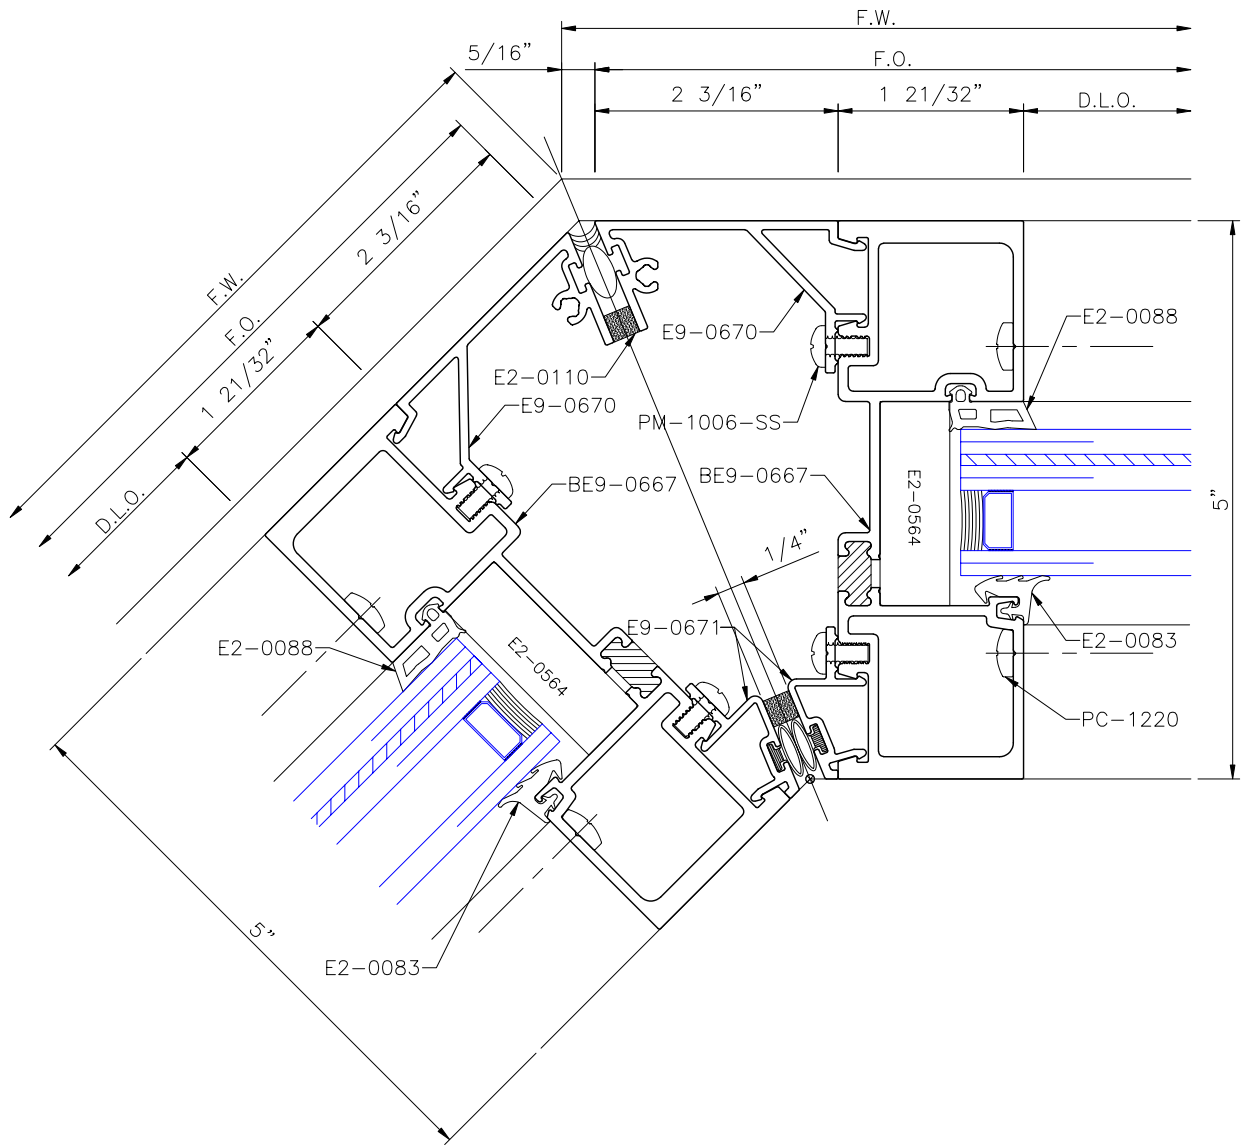 F.W.
5/16”
F.O.
2 3/16”
1 21/32”
D.L.O.
F.W.
F.O.
2 3/16”
1 21/32”
D.L.O.
E9-0670
E2-0088
E2-0110
E9-0670
PM-1006-SS
BE9-0667
BE9-0667
E2-0564
5”
1/4”
E9-0671
E2-0083
E2-0088
E2-0564
PC-1220
5”
E2-0083